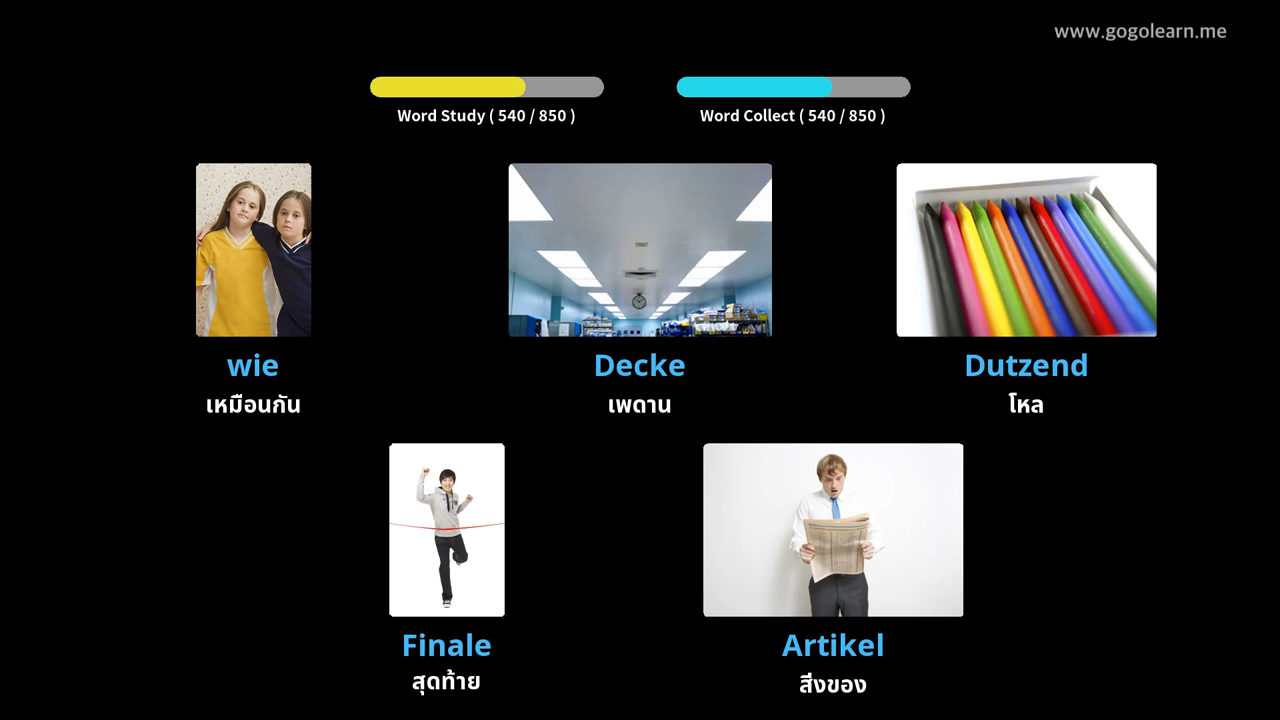 www.gogolearn.me
Word Study ( 540 / 850 )
Word Collect ( 540 / 850 )
wie
เหมือนกัน
Decke
เพดาน
Dutzend
โหล
Finale
สุดท้าย
Artikel
สิ่งของ